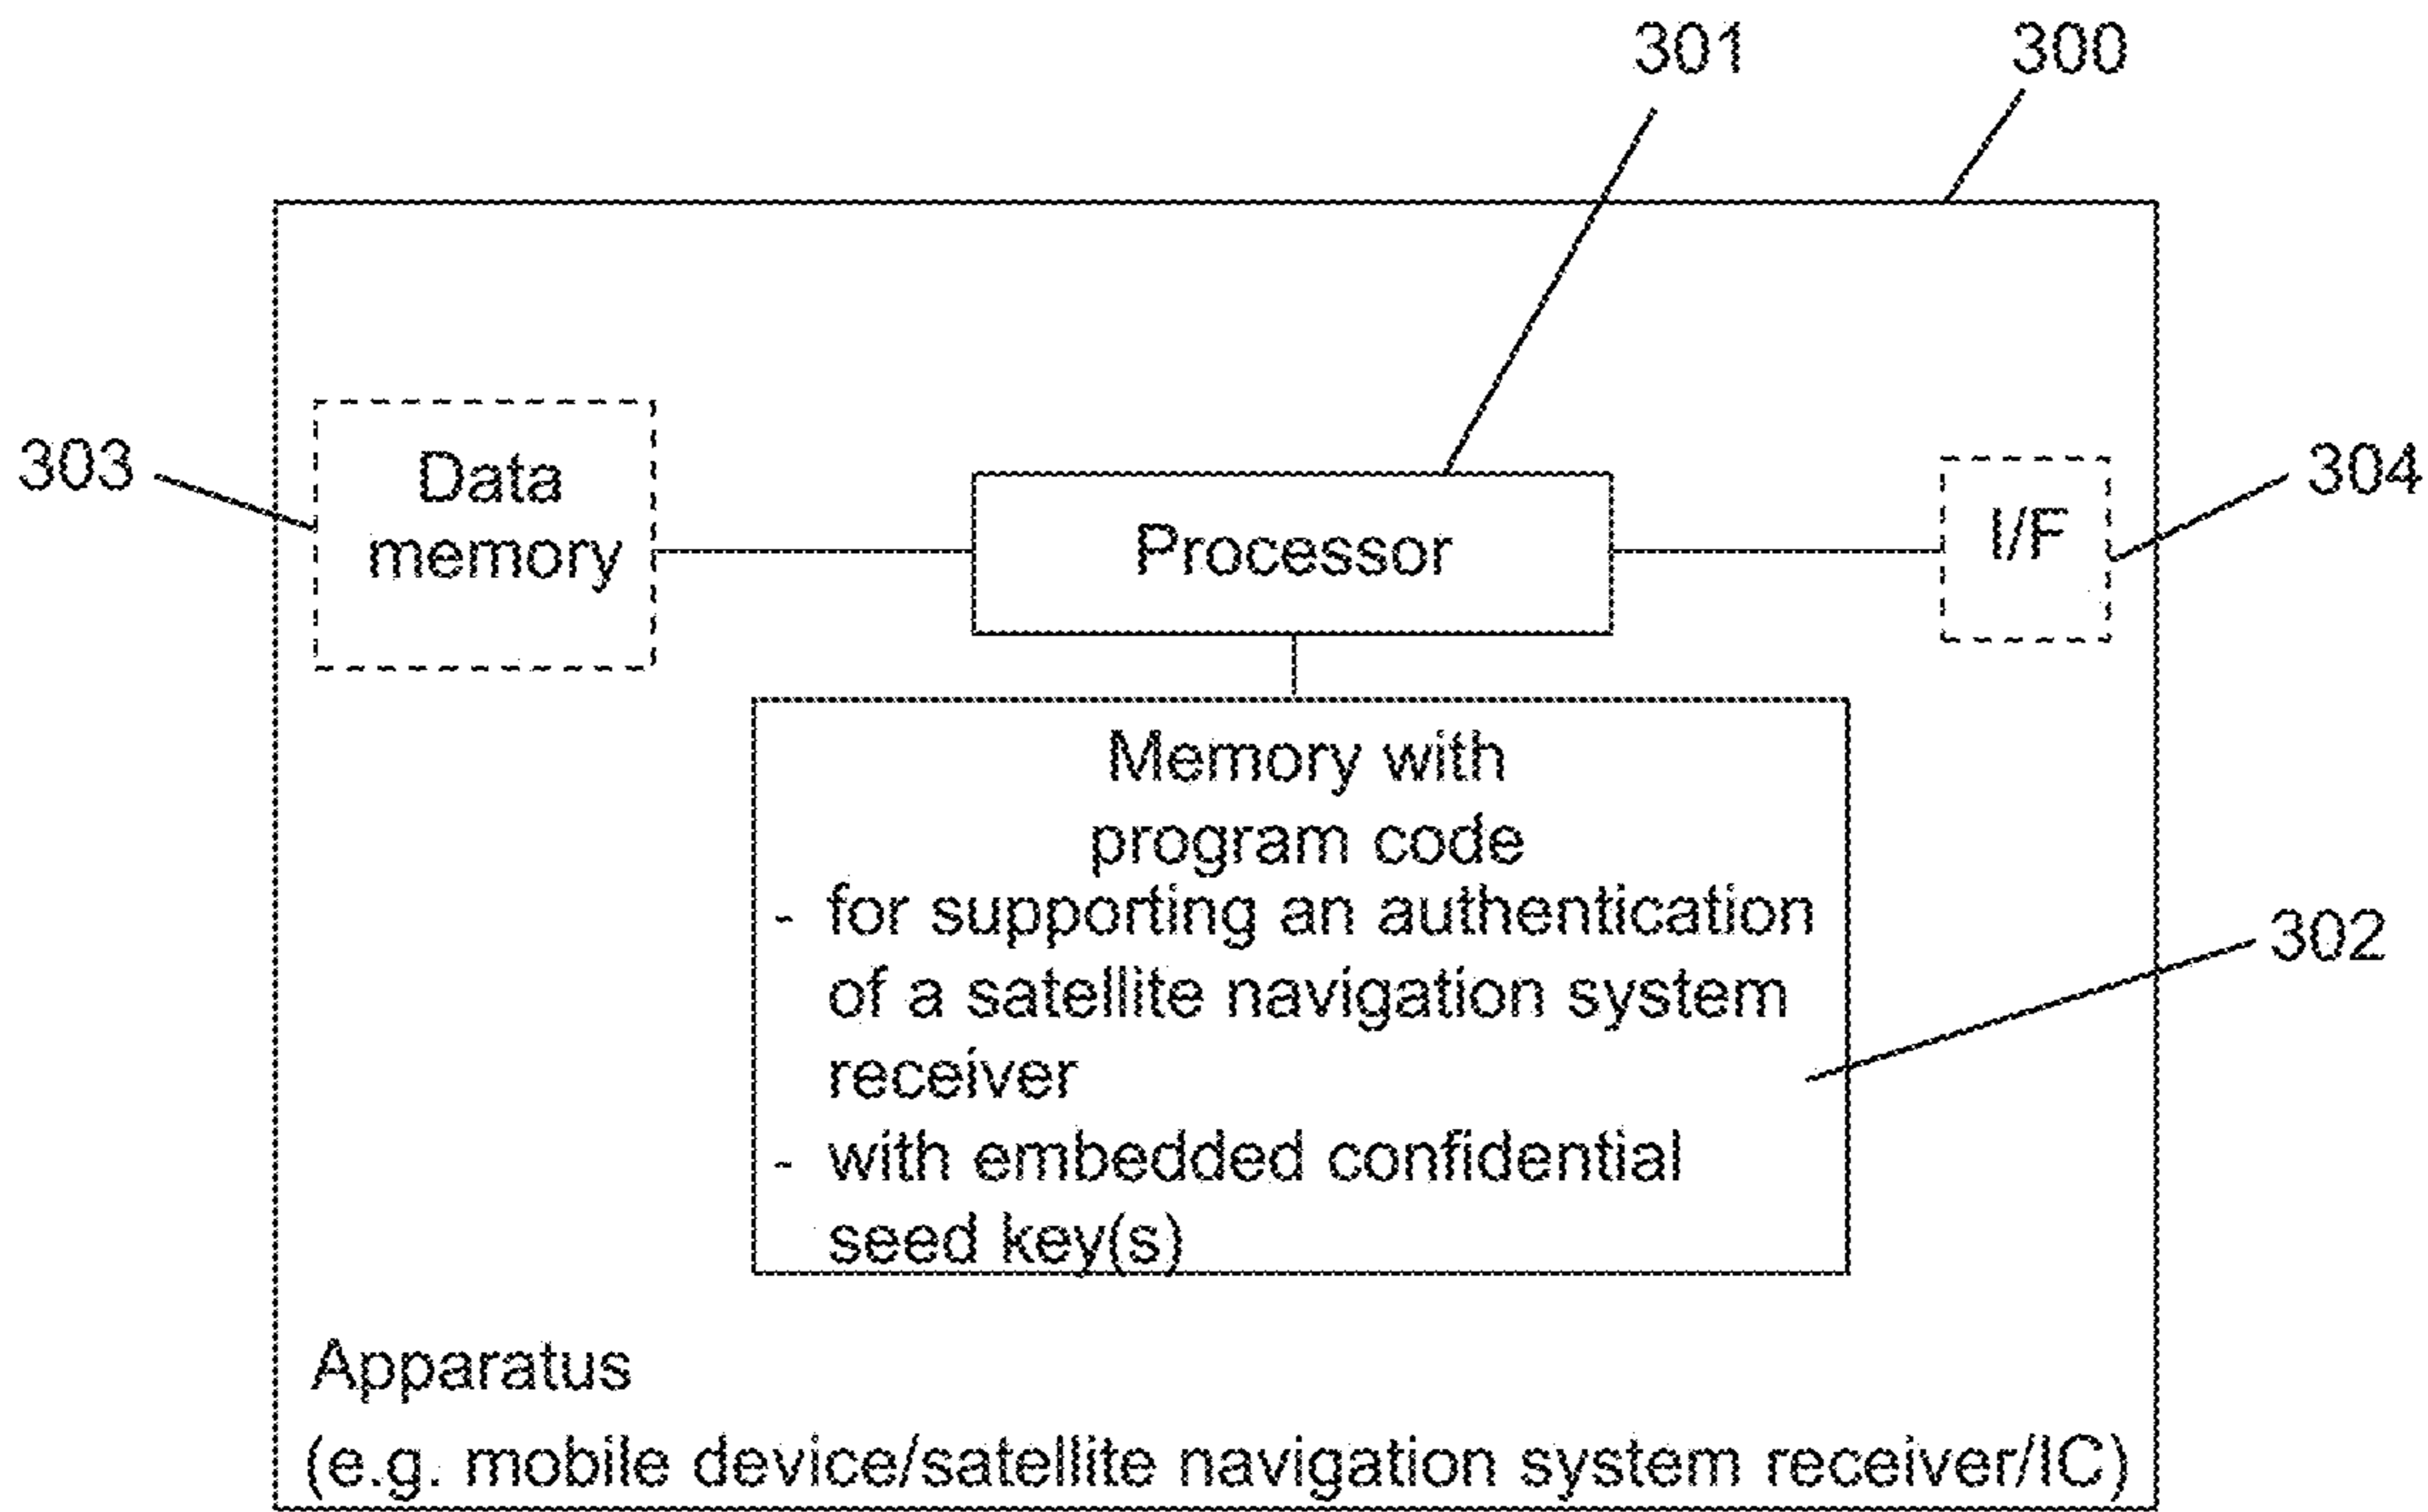 301
300
303
Data
memory
Processor
I/F
304
Memory with
program code
- for supporting an authentication
of a satellite navigation system
receiver
- with embedded confidential
seed key(s)
302
Apparatus
(e.g. mobile device/satellite navigation system receiver/IC)